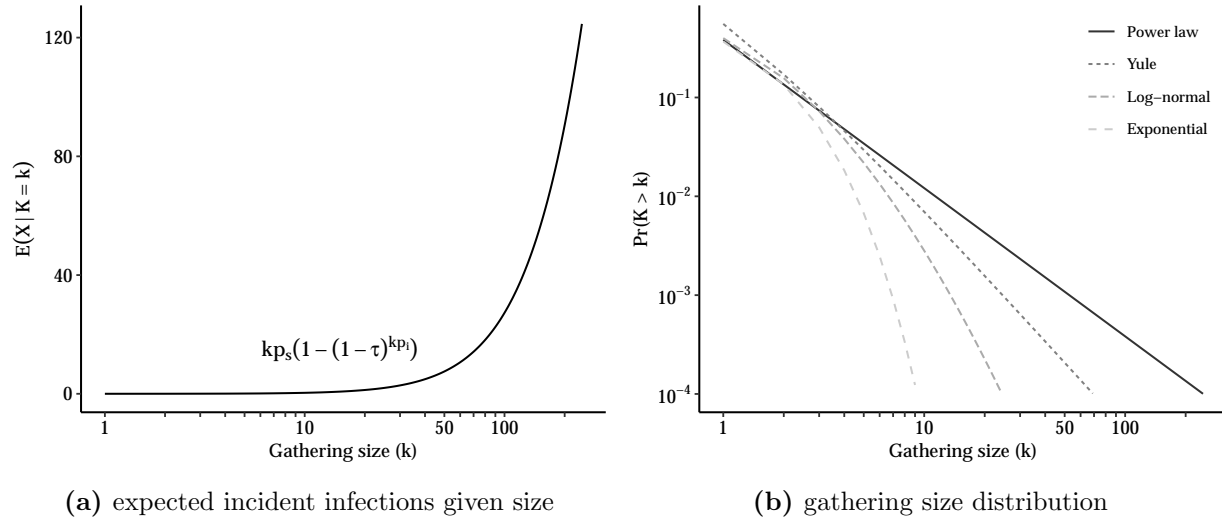 120
80
40
0
E(X | K = k)
kpₛ(1 − (1 − τ)^kpᵢ)
1 10 50 100
Gathering size (k)
(a) expected incident infections given size
Power law
Yule
Log−normal
Exponential
10⁻¹
10⁻²
10⁻³
10⁻⁴
Pr(K > k)
1 10 50 100
Gathering size (k)
(b) gathering size distribution